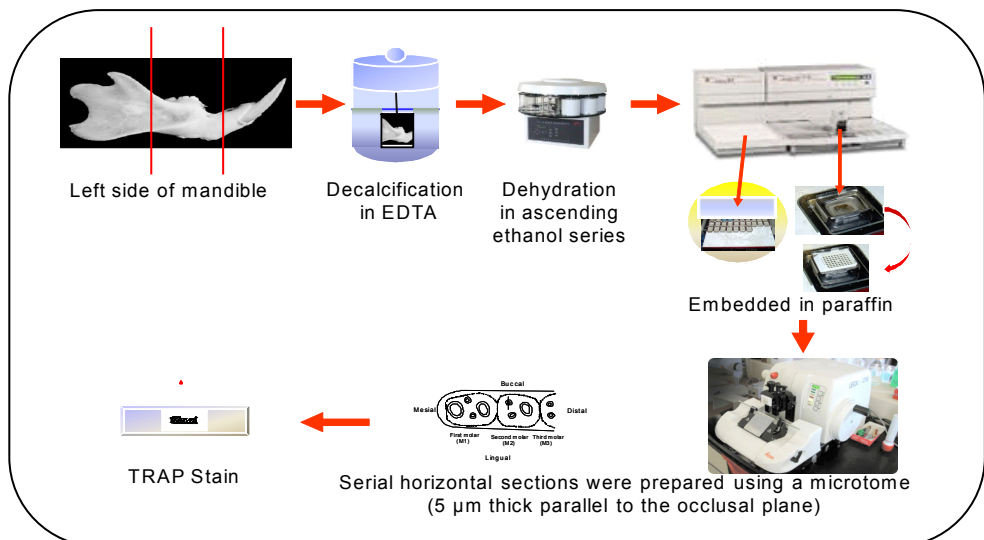 Left side of mandible
Decalcification
in EDTA
Dehydration
in ascending
ethanol series
Embedded in paraffin
Buccal
Mesial
Distal
First molar
(M1)
Second molar
(M2)
Third molar
(M3)
Lingual
Serial horizontal sections were prepared using a microtome
(5 µm thick parallel to the occlusal plane)
TRAP Stain